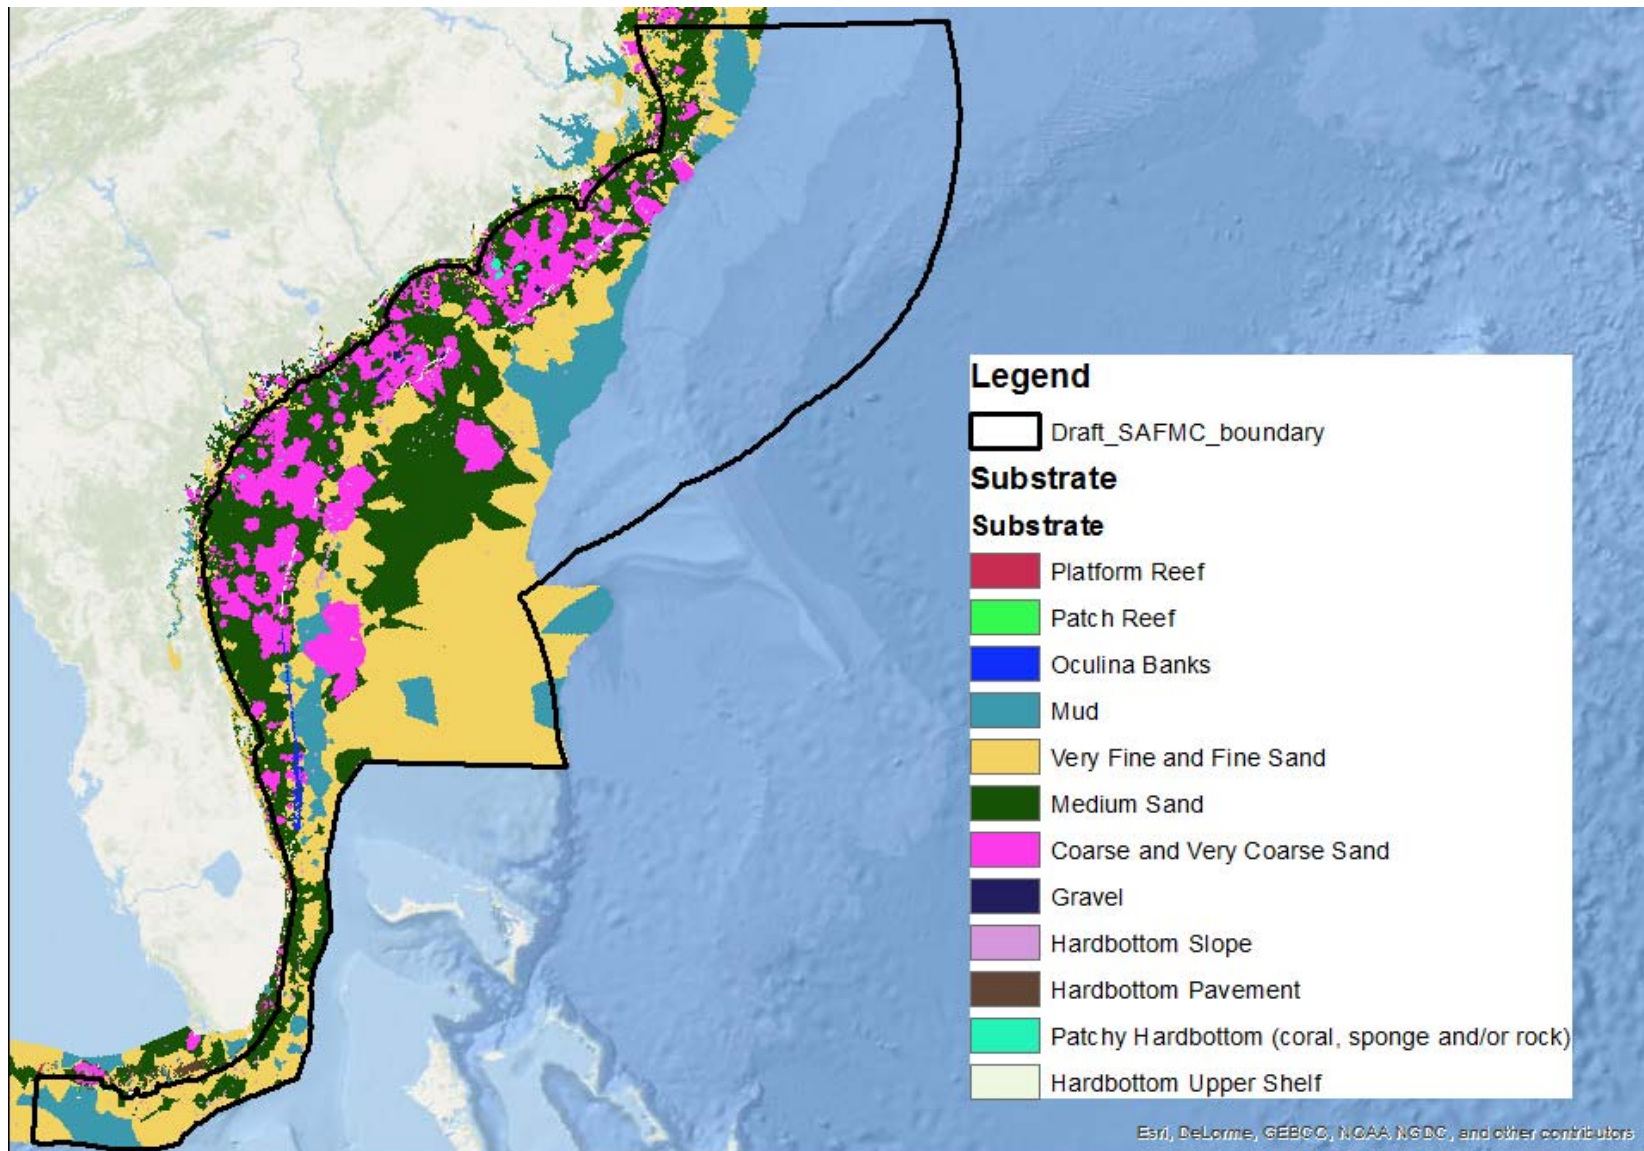 Legend
Draft_SAFMC_boundary
Substrate
Substrate
Platform Reef
Patch Reef
Oculina Banks
Mud
Very Fine and Fine Sand
Medium Sand
Coarse and Very Coarse Sand
Gravel
Hardbottom Slope
Hardbottom Pavement
Patchy Hardbottom (coral, sponge and/or rock)
Hardbottom Upper Shelf
Esri, DeLorme, GEBCO, NOAA NGDC, and other contributors